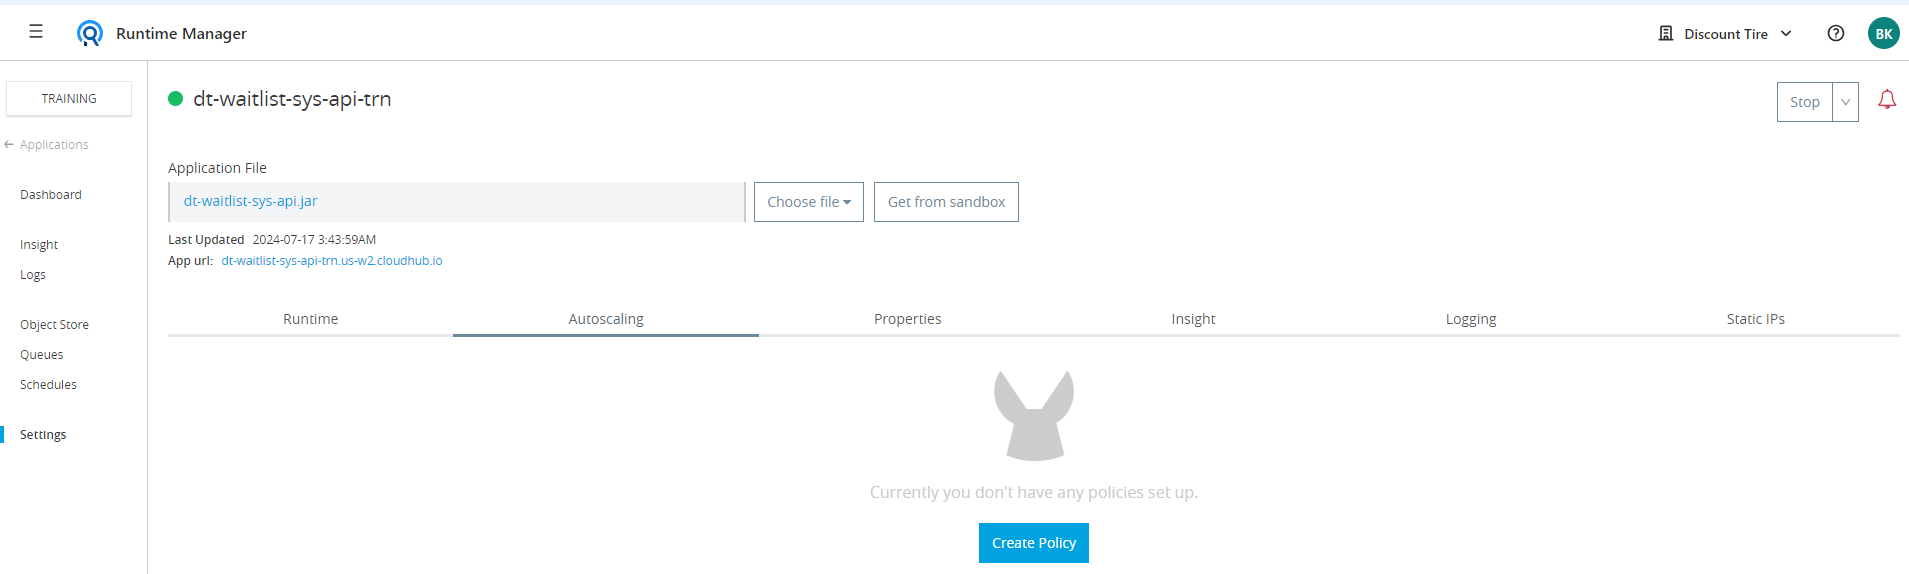 Runtime Manager
Discount Tire
BK
TRAINING
Applications
Dashboard
Insight
Logs
Object Store
Queues
Schedules
Settings
dt-waitlist-sys-api-trn
Stop
Application File
dt-waitlist-sys-api.jar
Choose file
Get from sandbox
Last Updated 2024-07-17 3:43:59AM
App url: dt-waitlist-sys-api-trn.us-w2.cloudhub.io
Runtime Autoscaling Properties Insight Logging Static IPs
Currently you don't have any policies set up.
Create Policy